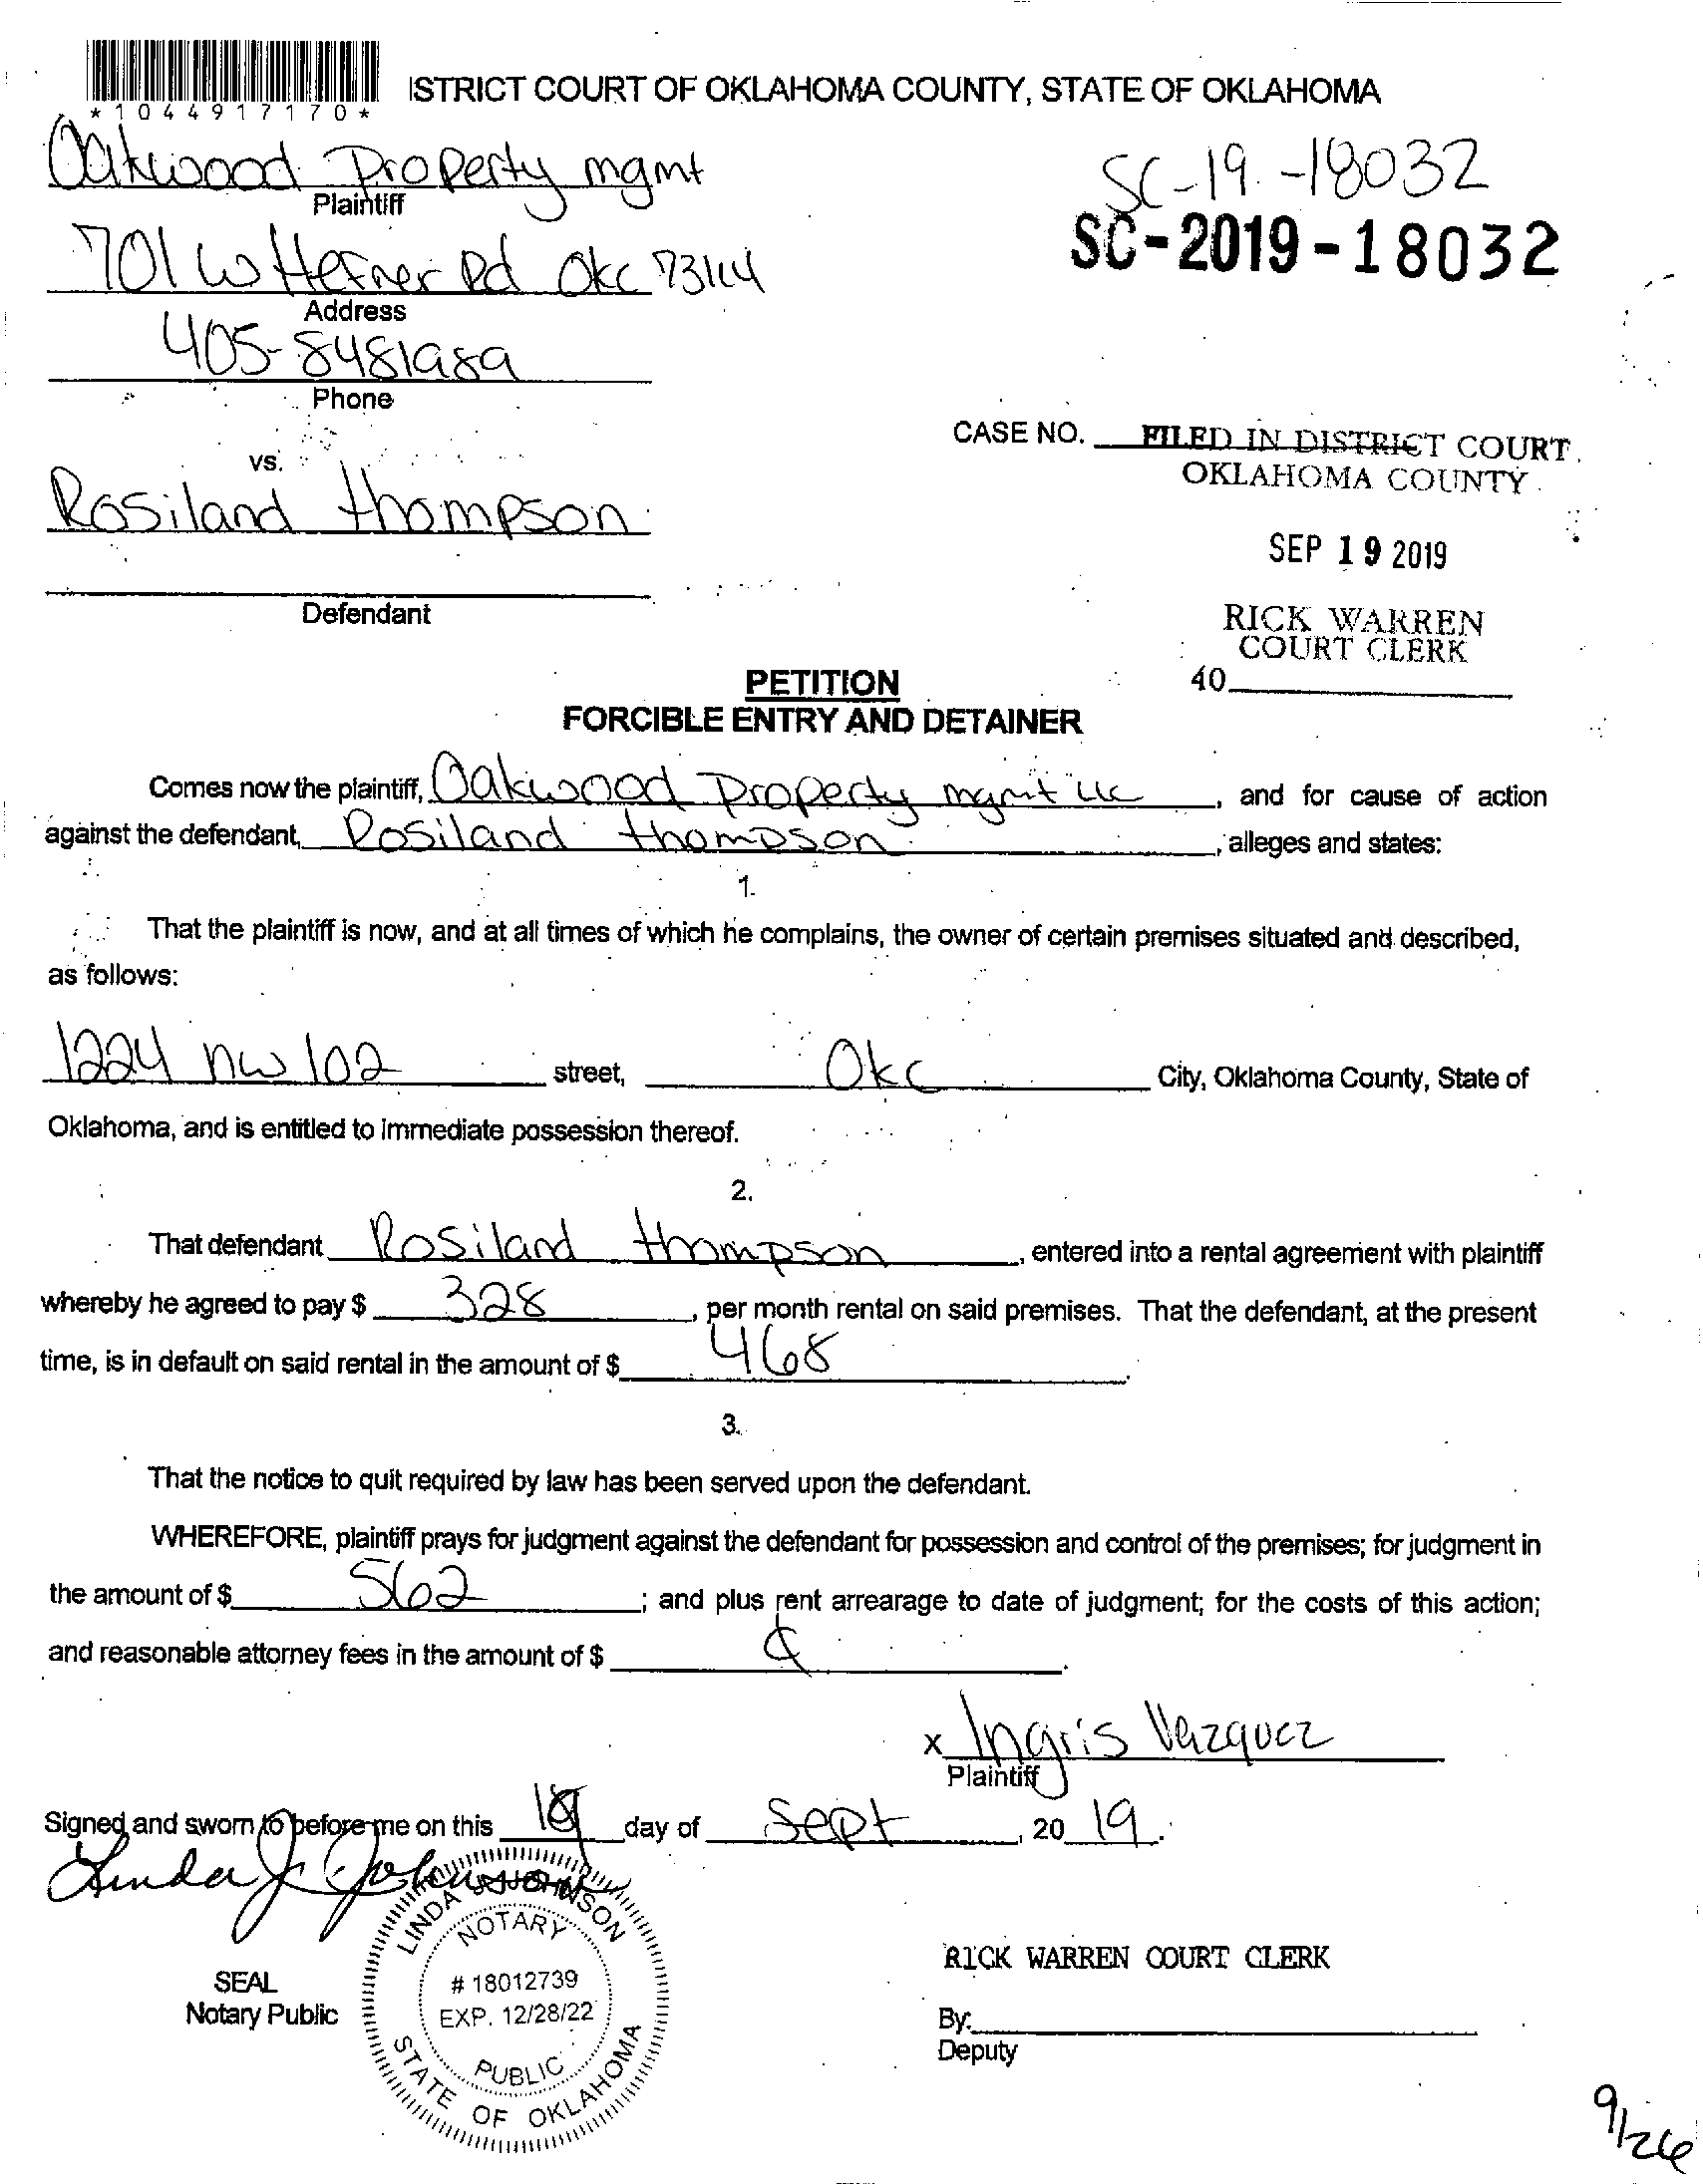 *1044917170*
ISTRICT COURT OF OKLAHOMA COUNTY, STATE OF OKLAHOMA
Oakwood Property mgmt
Plaintiff
SC-19-18032
SC-2019-18032
701 W Hefner Rd Okc 73114
Address
405-8481989
Phone
CASE NO.
FILED IN DISTRICT COURT
OKLAHOMA COUNTY
vs.
Rosiland thompson
SEP 19 2019
Defendant
RICK WARREN
COURT CLERK
40
PETITION
FORCIBLE ENTRY AND DETAINER
Comes now the plaintiff, Oakwood Property mgmt llc, and for cause of action
against the defendant, Rosiland thompson, alleges and states:
1.
That the plaintiff is now, and at all times of which he complains, the owner of certain premises situated and described,
as follows:
1224 nw 102 street, Okc City, Oklahoma County, State of
Oklahoma, and is entitled to immediate possession thereof.
2.
That defendant Rosiland thompson, entered into a rental agreement with plaintiff
whereby he agreed to pay $ 328, per month rental on said premises. That the defendant, at the present
time, is in default on said rental in the amount of $ 468.
3.
That the notice to quit required by law has been served upon the defendant.
WHEREFORE, plaintiff prays for judgment against the defendant for possession and control of the premises; for judgment in
the amount of $ 562; and plus rent arrearage to date of judgment; for the costs of this action;
and reasonable attorney fees in the amount of $
x Ingris Vazquez
Plaintiff
Signed and sworn to before me on this 18 day of Sept, 20 19.
Linda J Johnson
LINDA J JOHNSON
NOTARY
# 18012739
EXP. 12/28/22
PUBLIC
STATE OF OKLAHOMA
SEAL
Notary Public
RICK WARREN COURT CLERK
By:
Deputy
9/26